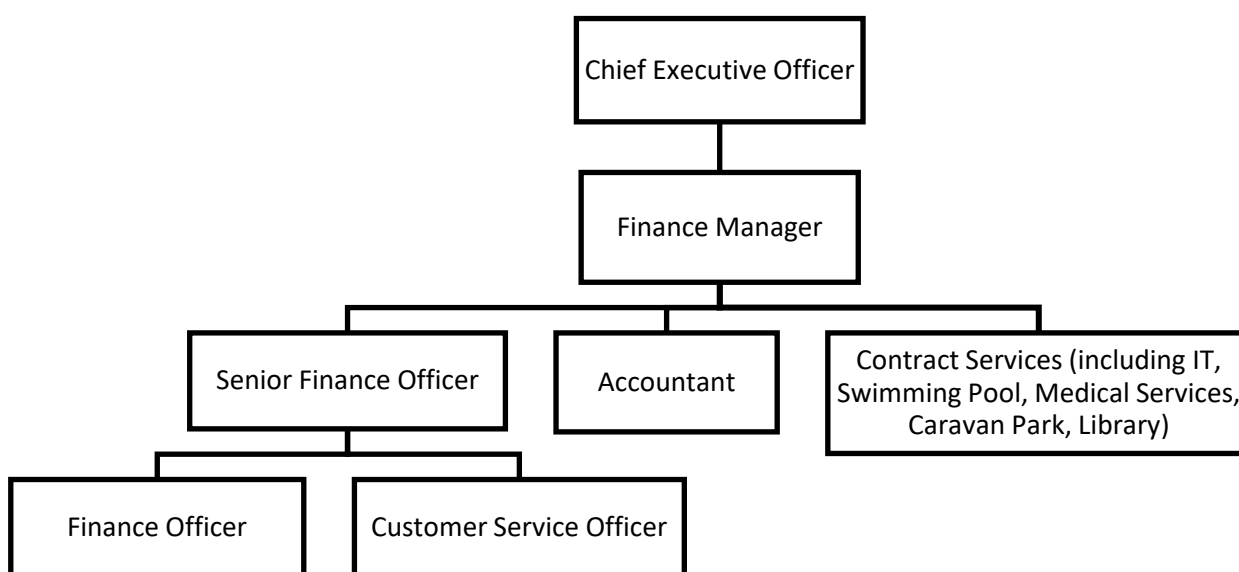 Chief Executive Officer
Finance Manager
Senior Finance Officer
Accountant
Contract Services (including IT,
Swimming Pool, Medical Services,
Caravan Park, Library)
Finance Officer
Customer Service Officer